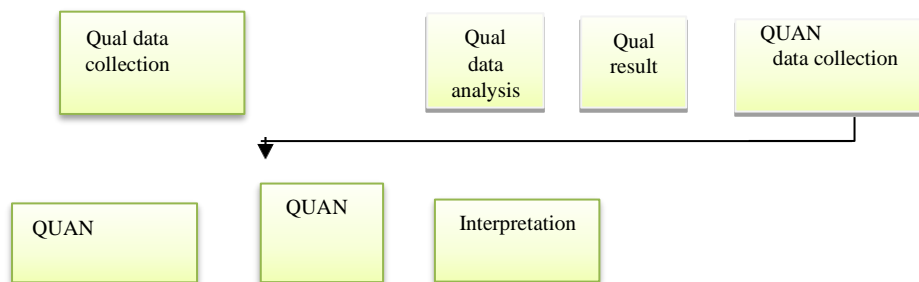 Qual data
collection
Qual
data
analysis
Qual
result
QUAN
data collection
QUAN
QUAN
Interpretation